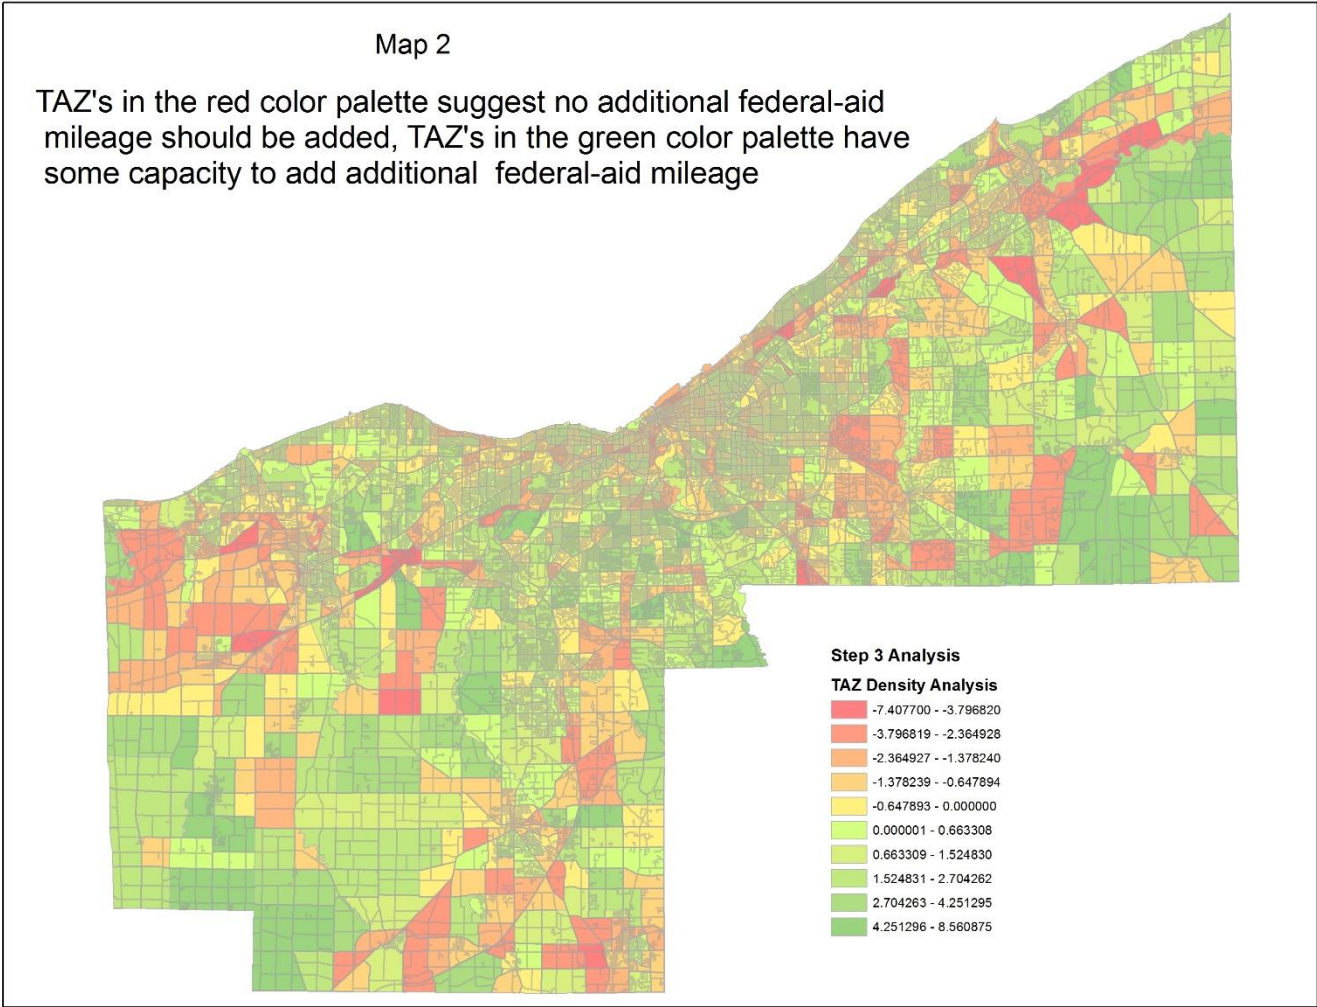 Map 2
TAZ's in the red color palette suggest no additional federal-aid
mileage should be added, TAZ's in the green color palette have
some capacity to add additional federal-aid mileage
Step 3 Analysis
TAZ Density Analysis
-7.407700 - -3.796820
-3.796819 - -2.364928
-2.364927 - -1.378240
-1.378239 - -0.647894
-0.647893 - 0.000000
0.000001 - 0.663308
0.663309 - 1.524830
1.524831 - 2.704262
2.704263 - 4.251295
4.251296 - 8.560875